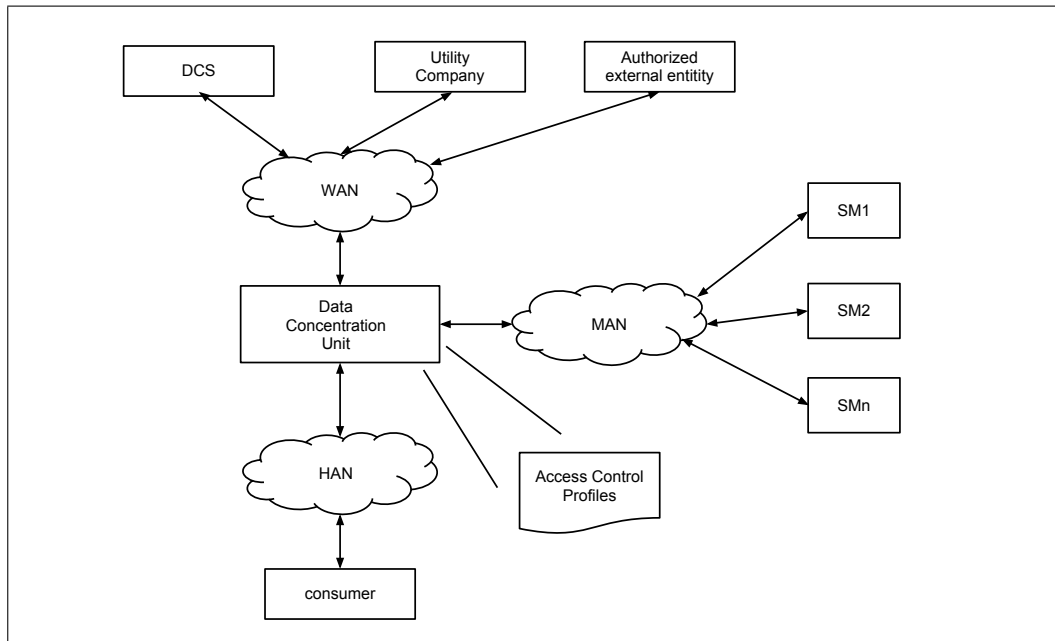 DCS
Utility
Company
Authorized
external entitity
WAN
SM1
Data
Concentration
Unit
MAN
SM2
SMn
HAN
Access Control
Profiles
consumer